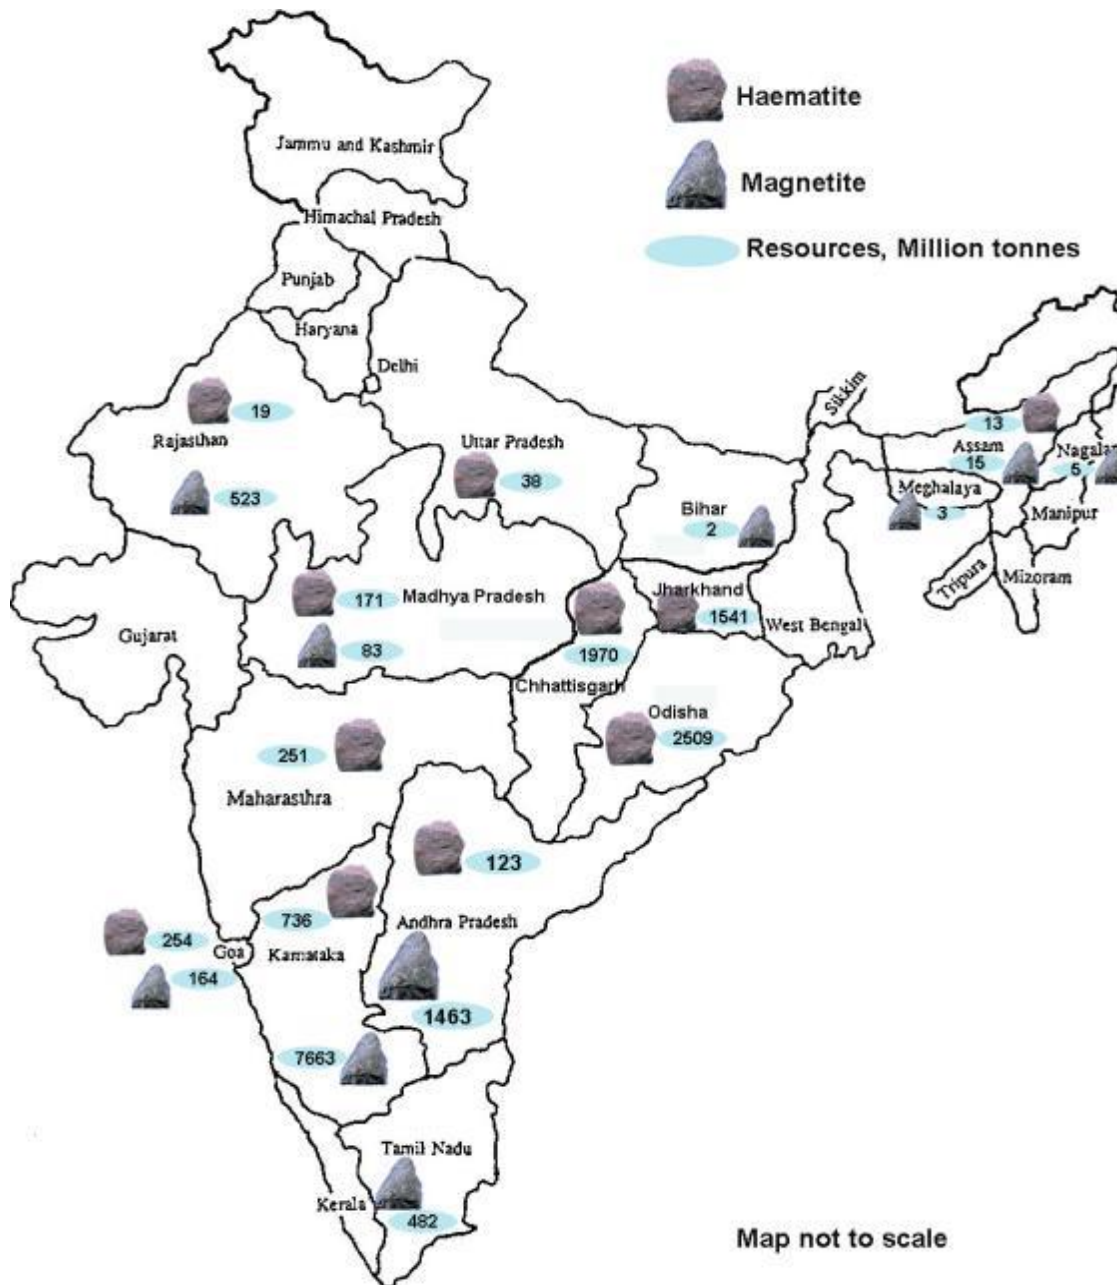 Haematite
Magnetite
Resources, Million tonnes
Jammu and Kashmir
Himachal Pradesh
Punjab
Haryana
Delhi
19
Rajasthan
523
Uttar Pradesh
38
Sikkim
13
Assam
15
Nagalan
5
Meghalaya
3
Manipur
Tripura
Mizoram
Bihar
2
171
Madhya Pradesh
83
Jharkhand
1541
West Bengal
1970
Chhattisgarh
Gujarat
Odisha
2509
251
Maharasthra
123
736
Andhra Pradesh
254
Goa
Karnataka
164
1463
7663
Tamil Nadu
Kerala
482
Map not to scale